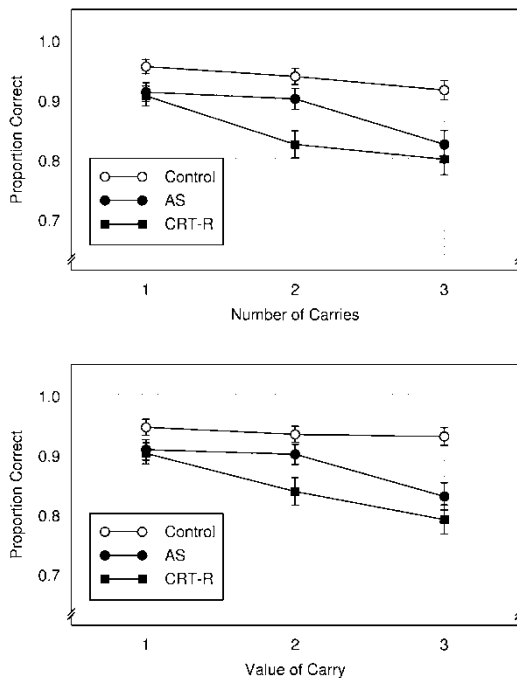 1.0
0.9
0.8
0.7
Proportion Correct
Control
AS
CRT-R
1 2 3
Number of Carries
1.0
0.9
0.8
0.7
Proportion Correct
Control
AS
CRT-R
1 2 3
Value of Carry